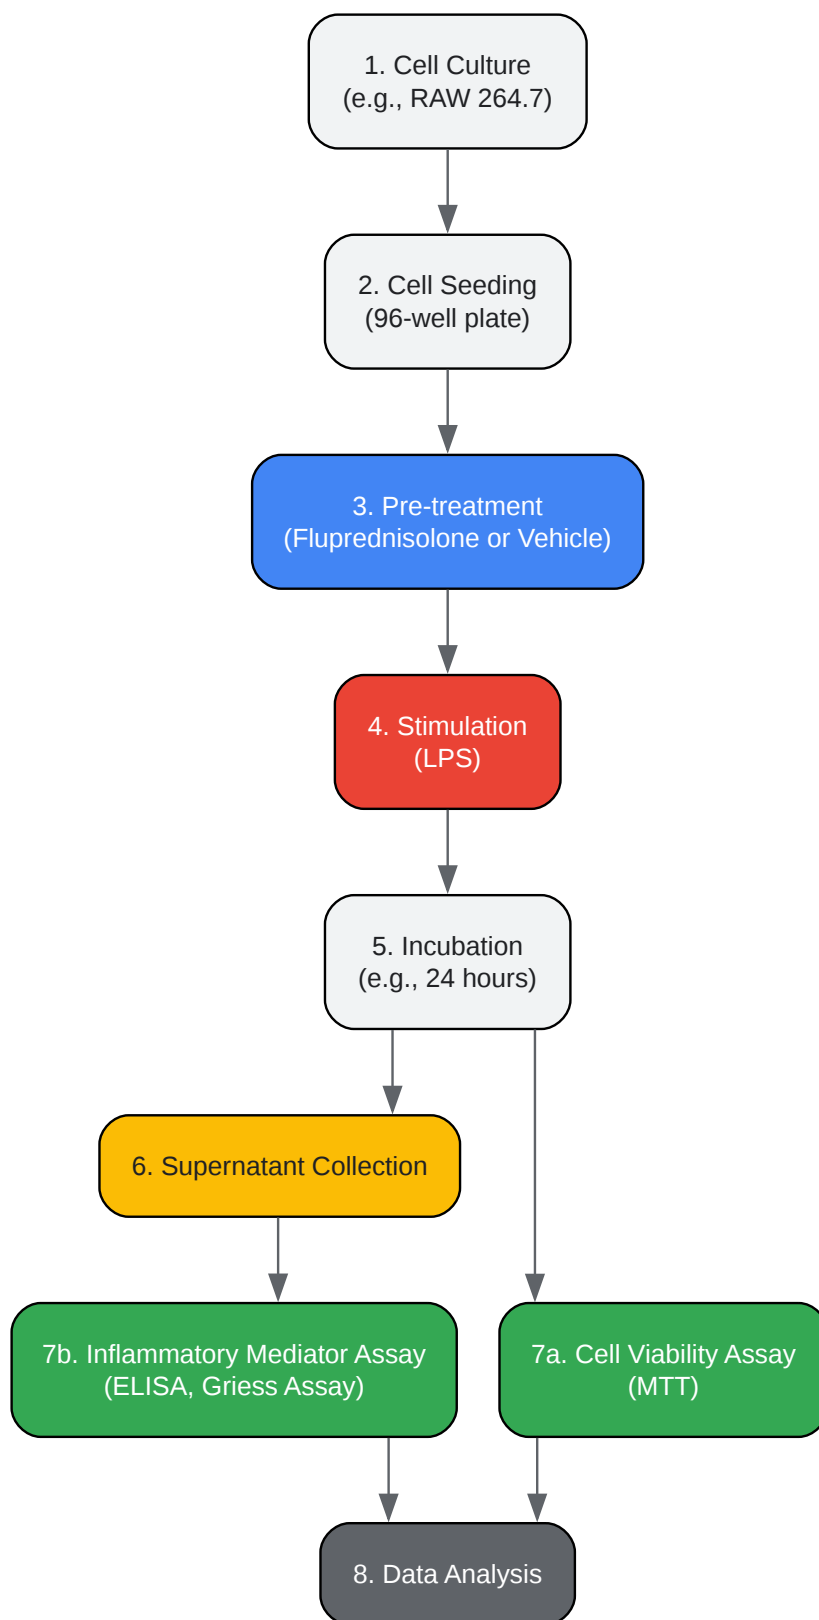 1. Cell Culture
(e.g., RAW 264.7)
2. Cell Seeding
(96-well plate)
3. Pre-treatment
(Fluprednisolone or Vehicle)
4. Stimulation
(LPS)
5. Incubation
(e.g., 24 hours)
6. Supernatant Collection
7b. Inflammatory Mediator Assay
(ELISA, Griess Assay)
7a. Cell Viability Assay
(MTT)
8. Data Analysis